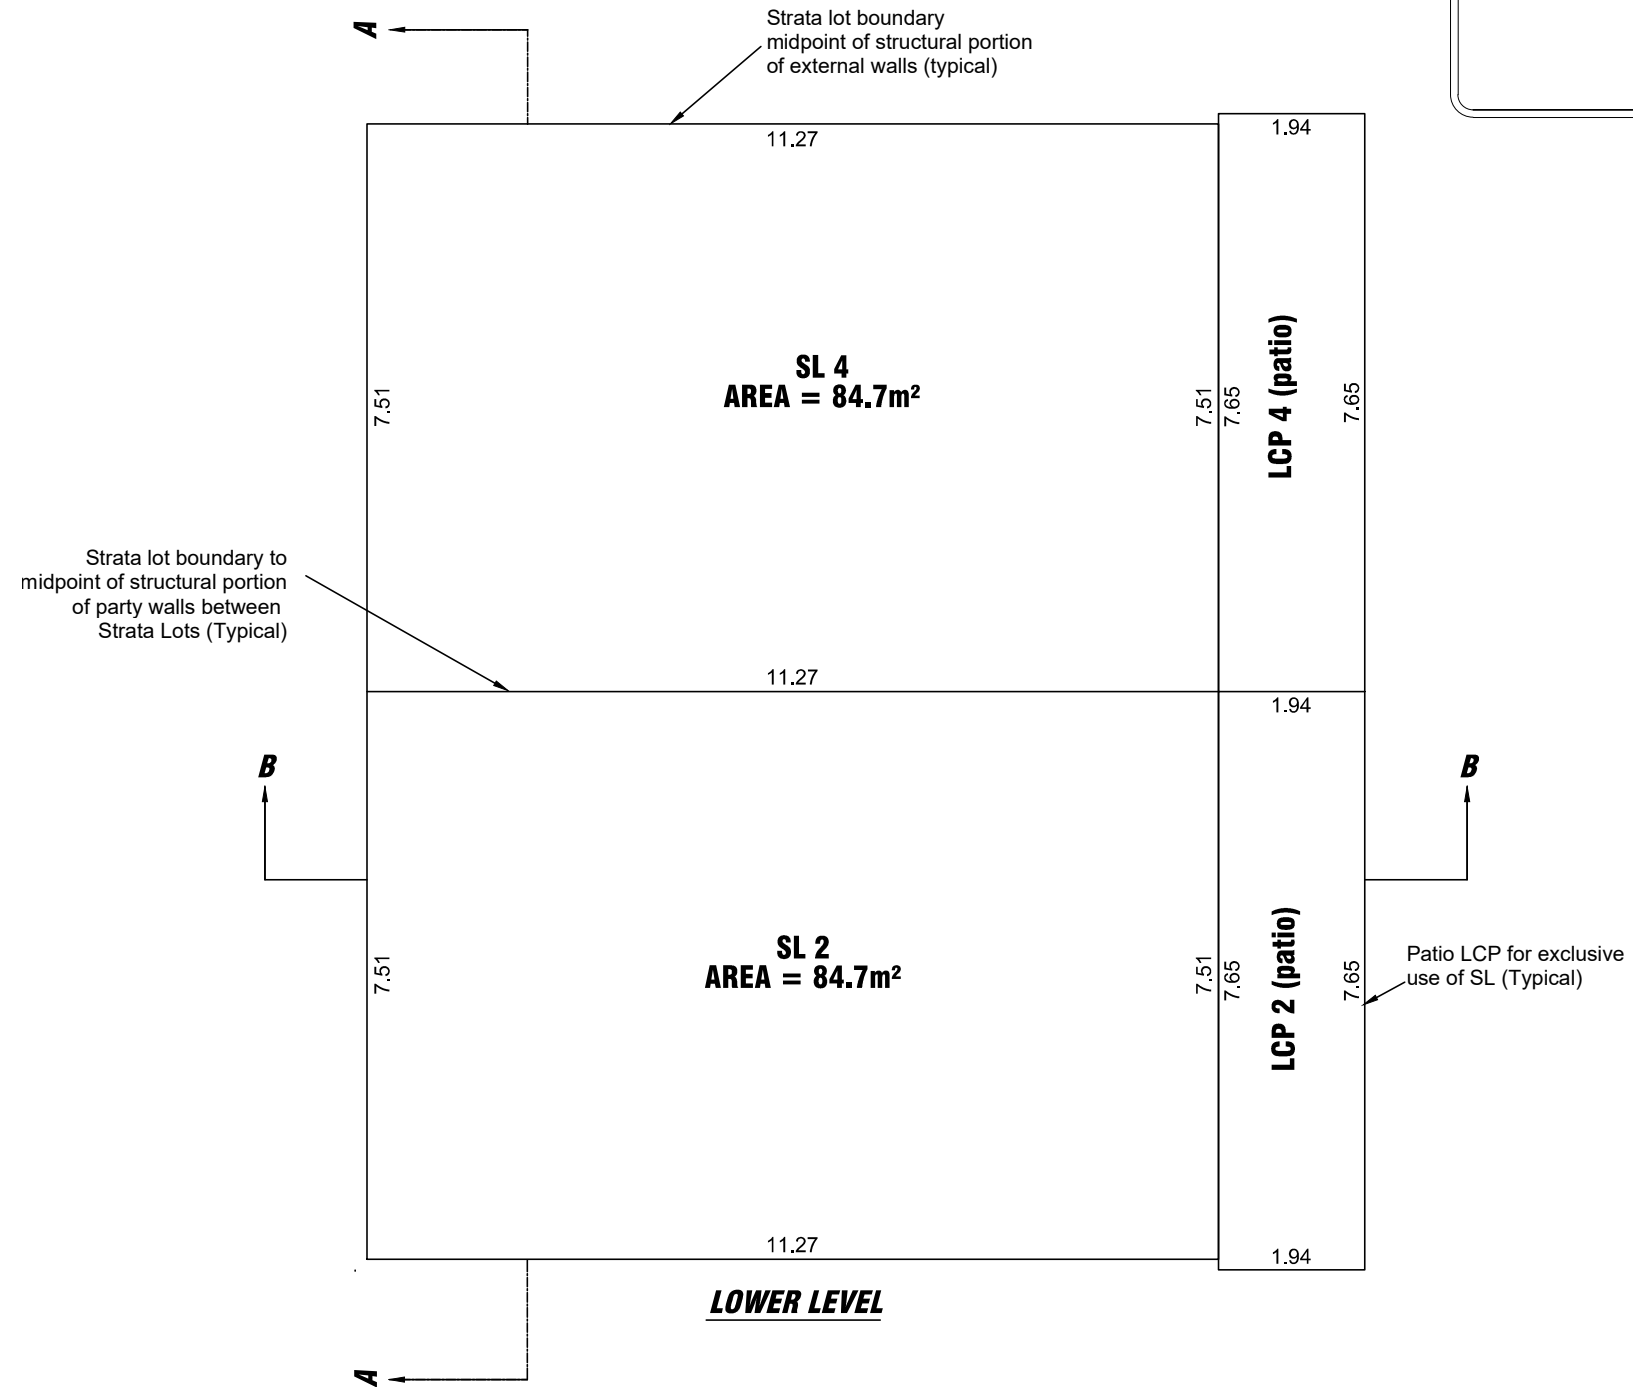 A
Strata lot boundary
midpoint of structural portion
of external walls (typical)
11.27
1.94
SL 4
AREA = 84.7m²
7.51
7.51
7.65
LCP 4 (patio)
7.65
Strata lot boundary to
midpoint of structural portion
of party walls between
Strata Lots (Typical)
11.27
1.94
B
B
SL 2
AREA = 84.7m²
7.51
7.51
7.65
LCP 2 (patio)
7.65
Patio LCP for exclusive
use of SL (Typical)
11.27
1.94
LOWER LEVEL
A